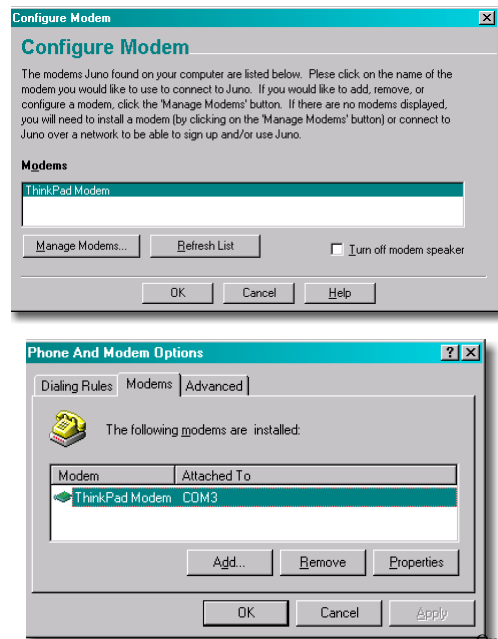 Configure Modem
Configure Modem
The modems Juno found on your computer are listed below. Plese click on the name of the
modem you would like to use to connect to Juno. If you would like to add, remove, or
configure a modem, click the 'Manage Modems' button. If there are no modems displayed,
you will need to install a modem (by clicking on the 'Manage Modems' button) or connect to
Juno over a network to be able to sign up and/or use Juno.
Modems
ThinkPad Modem
Manage Modems... Refresh List Turn off modem speaker
OK Cancel Help
Phone And Modem Options
Dialing Rules Modems Advanced
The following modems are installed:
Modem Attached To
ThinkPad Modem COM3
Add... Remove Properties
OK Cancel Apply